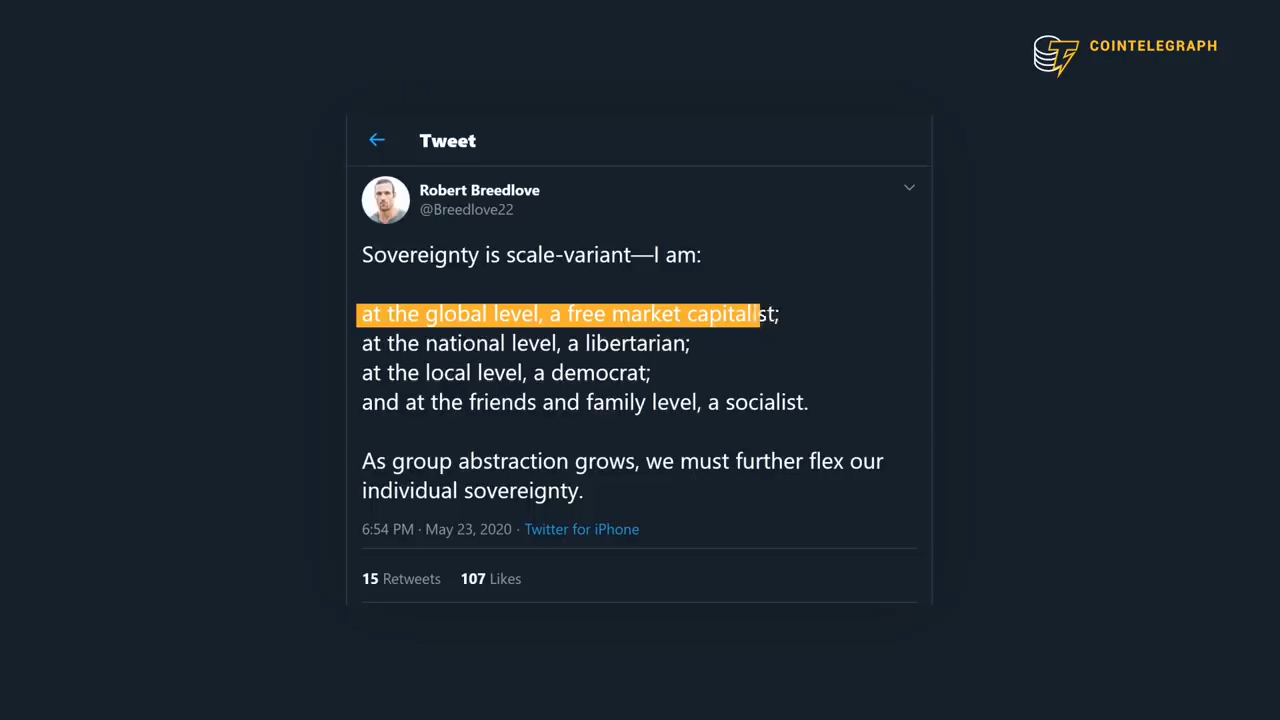 COINTELEGRAPH
Tweet
Robert Breedlove
@Breedlove22
Sovereignty is scale-variant—I am:
at the global level, a free market capitalist;
at the national level, a libertarian;
at the local level, a democrat;
and at the friends and family level, a socialist.
As group abstraction grows, we must further flex our
individual sovereignty.
6:54 PM · May 23, 2020 · Twitter for iPhone
15 Retweets 107 Likes